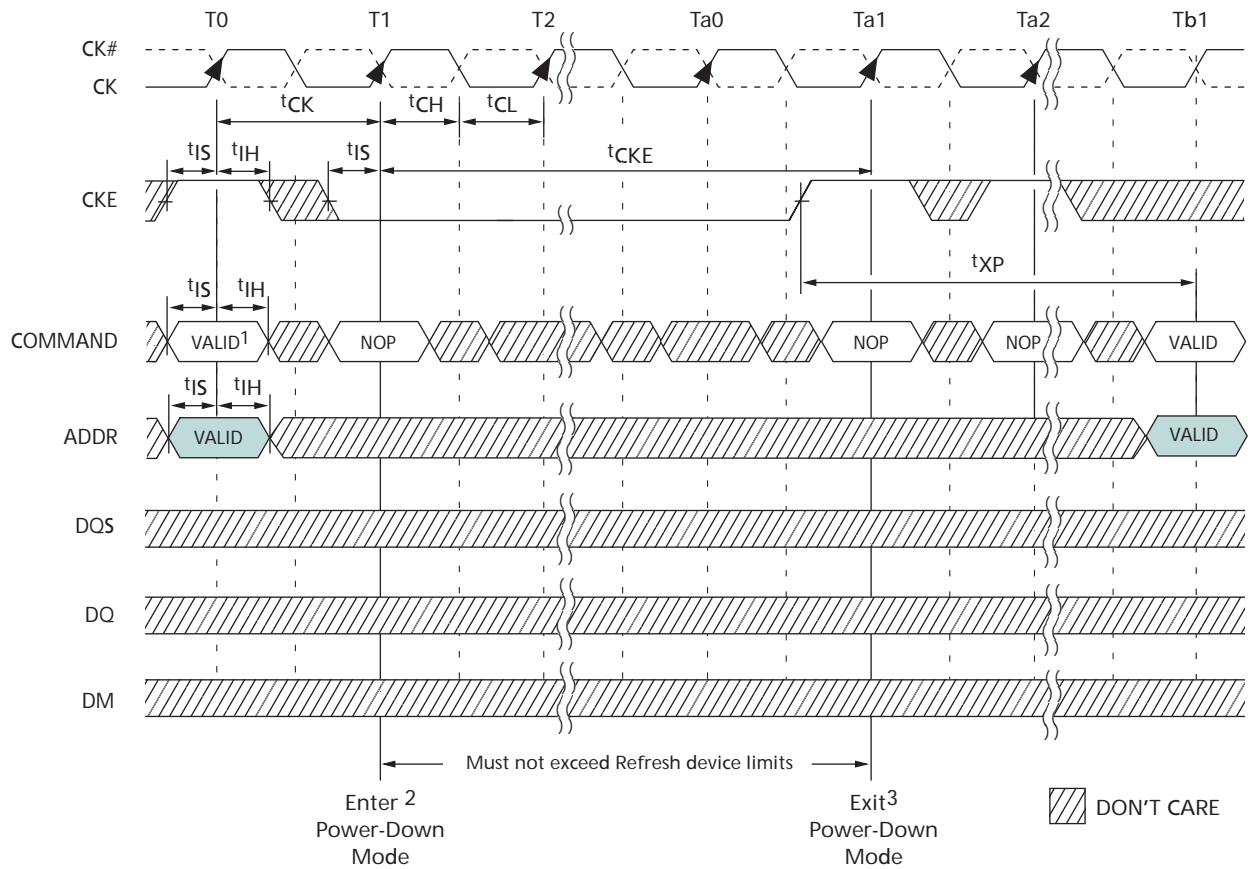 T0 T1 T2 Ta0 Ta1 Ta2 Tb1
CK#
CK
tCK tCH tCL
tIS tIH tIS tCKE
CKE
tXP
tIS tIH
COMMAND VALID1 NOP NOP NOP VALID
tIS tIH
ADDR VALID VALID
DQS
DQ
DM
Must not exceed Refresh device limits
Enter 2
Power-Down
Mode
Exit3
Power-Down
Mode
DON'T CARE